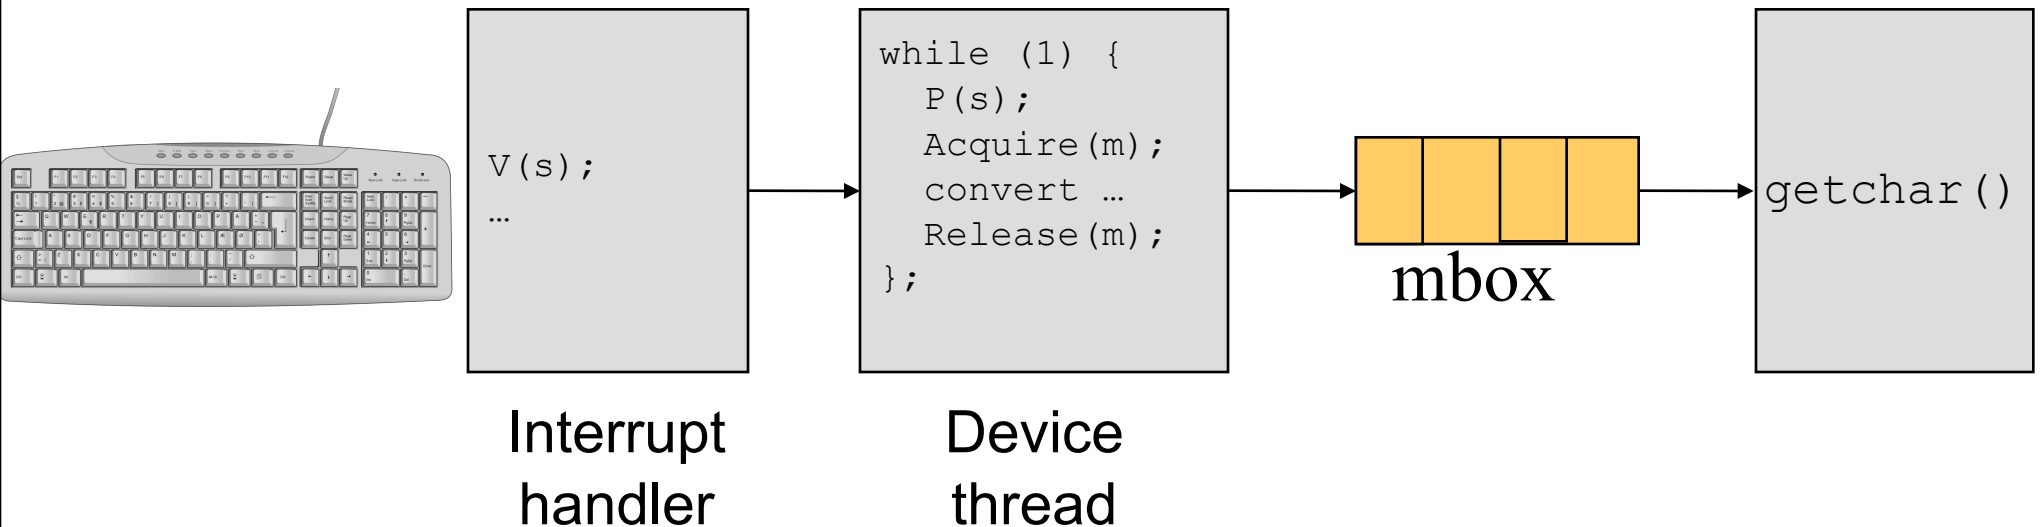 V(s);
…
while (1) {
P(s);
Acquire(m);
convert …
Release(m);
};
mbox
getchar()
Interrupt
handler
Device
thread